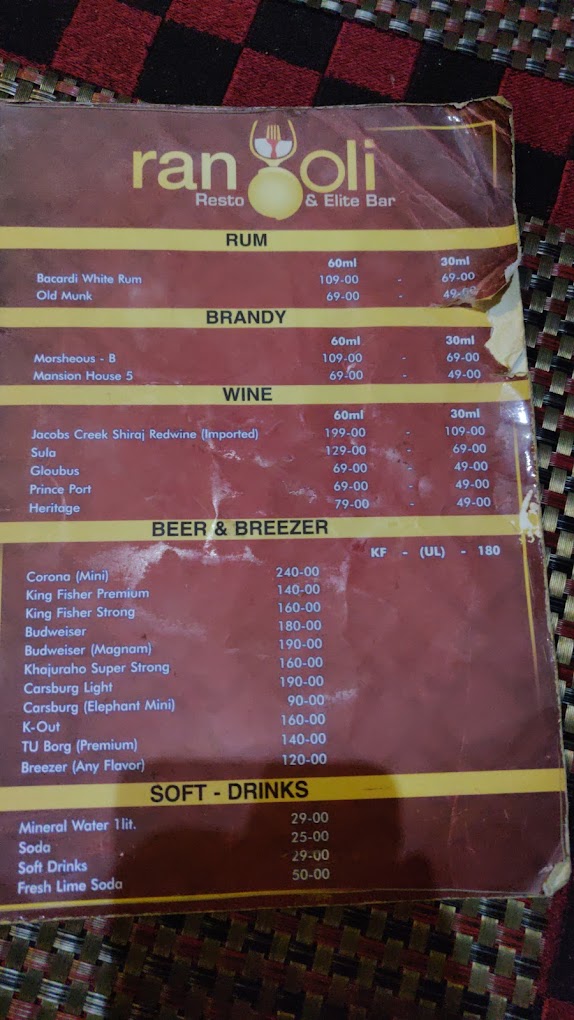 rangoli
Resto & Elite Bar
RUM
60ml 30ml
Bacardi White Rum 109-00 - 69-00
Old Munk 69-00 - 49-00
BRANDY
60ml 30ml
Morsheous - B 109-00 - 69-00
Mansion House 5 69-00 - 49-00
WINE
60ml 30ml
Jacobs Creek Shiraj Redwine (Imported) 199-00 - 109-00
Sula 129-00 - 69-00
Gloubus 69-00 - 49-00
Prince Port 69-00 - 49-00
Heritage 79-00 - 49-00
BEER & BREEZER
KF - (UL) - 180
Corona (Mini) 240-00
King Fisher Premium 140-00
King Fisher Strong 160-00
Budweiser 180-00
Budweiser (Magnam) 190-00
Khajuraho Super Strong 160-00
Carsburg Light 190-00
Carsburg (Elephant Mini) 90-00
K-Out 160-00
TU Borg (Premium) 140-00
Breezer (Any Flavor) 120-00
SOFT - DRINKS
Mineral Water 1lit. 29-00
Soda 25-00
Soft Drinks 29-00
Fresh Lime Soda 50-00